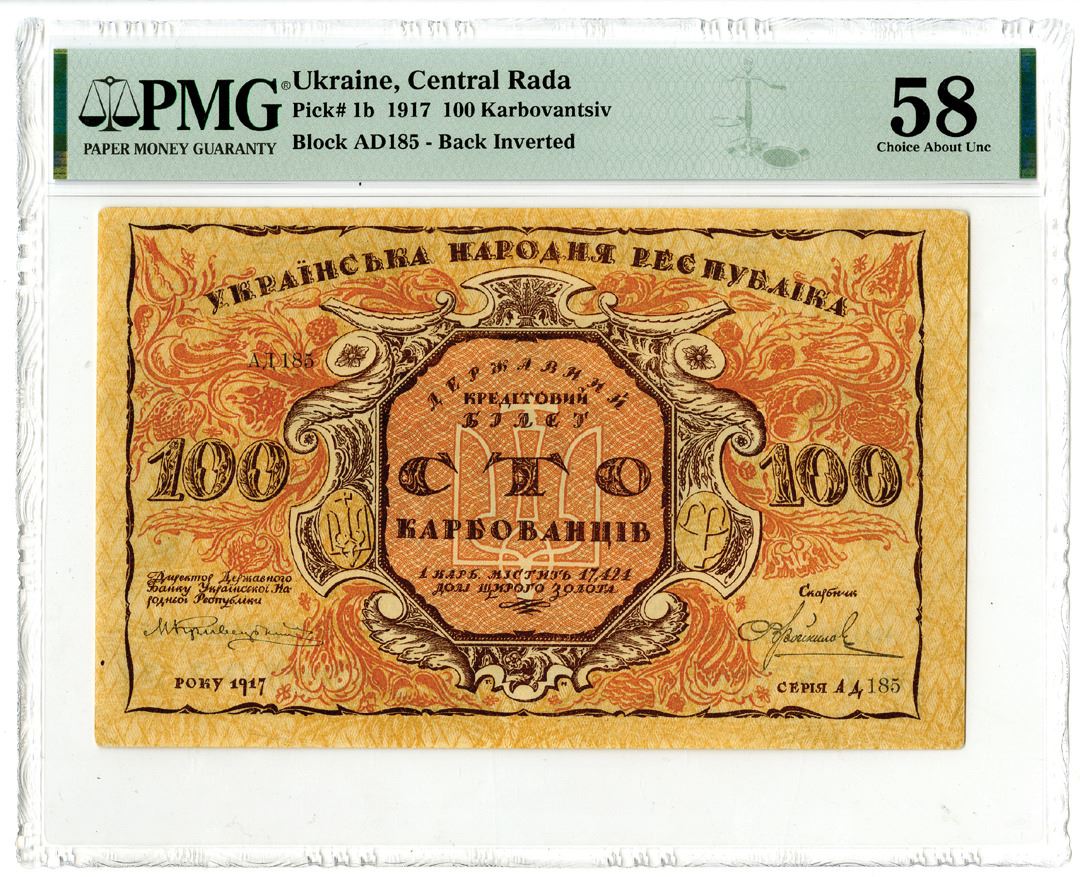 PMG® Ukraine, Central Rada
PAPER MONEY GUARANTY
Pick# 1b 1917 100 Karbovantsiv
Block AD185 - Back Inverted
58
Choice About Unc
УКРАЇНСЬКА НАРОДНЯ РЕСПУБЛІКА
АД 185
ДЕРЖАВНИЙ
КРЕДІТОВИЙ
БІЛЕТ
100 СТО 100
КАРБОВАНЦІВ
1 КАРБ. МІСТИТЬ 17,424
ДОЛІ ЩИРОГО ЗОЛОТА
Директор Державного
Банку Української На-
родньої Республики
Скарбник
РОКУ 1917
СЕРІЯ АД 185